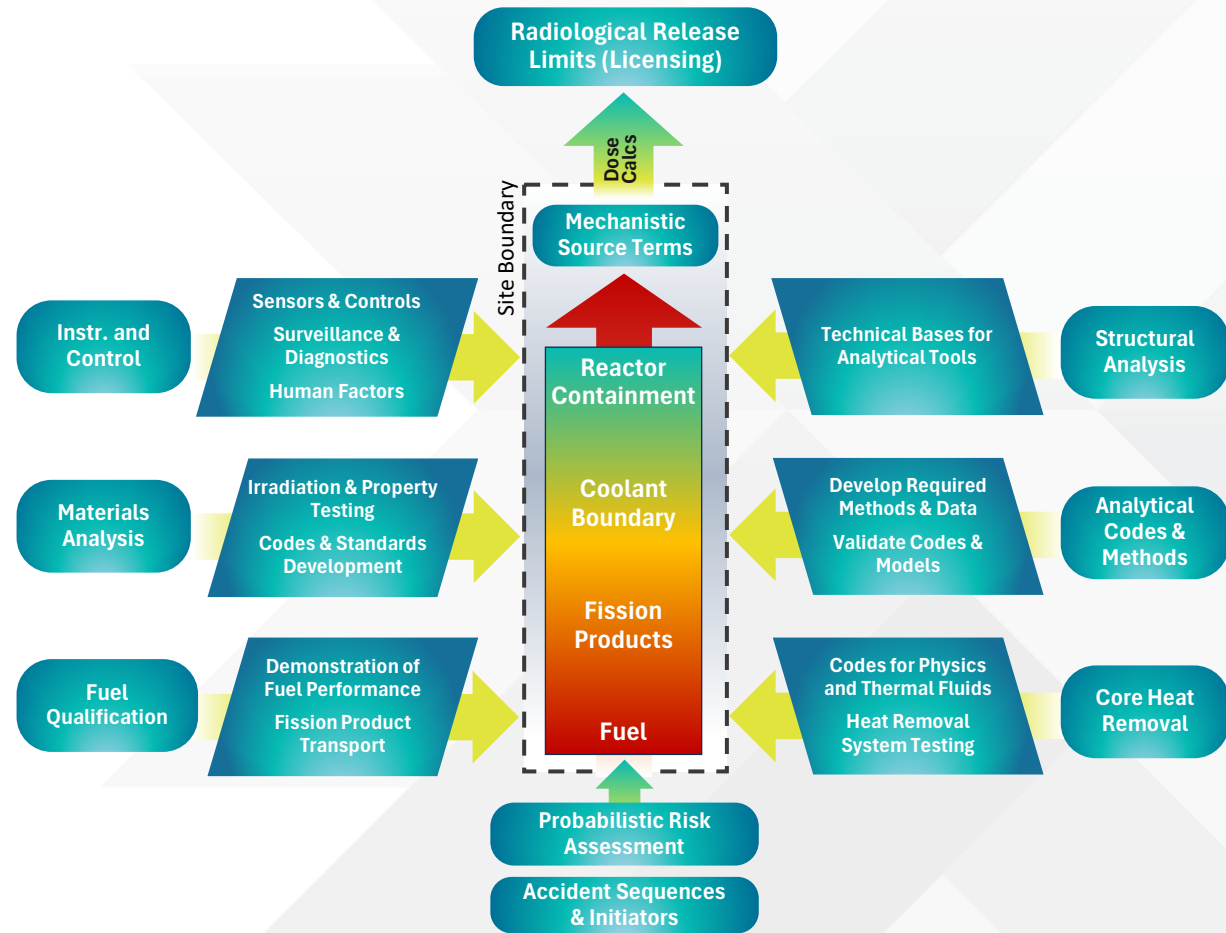 Radiological Release
Limits (Licensing)
Dose
Calcs
Site Boundary
Mechanistic
Source Terms
Instr. and
Control
Sensors & Controls
Surveillance &
Diagnostics
Human Factors
Reactor
Containment
Technical Bases for
Analytical Tools
Structural
Analysis
Materials
Analysis
Irradiation & Property
Testing
Codes & Standards
Development
Coolant
Boundary
Develop Required
Methods & Data
Validate Codes &
Models
Analytical
Codes &
Methods
Fission
Products
Fuel
Qualification
Demonstration of
Fuel Performance
Fission Product
Transport
Fuel
Codes for Physics
and Thermal Fluids
Heat Removal
System Testing
Core Heat
Removal
Probabilistic Risk
Assessment
Accident Sequences
& Initiators